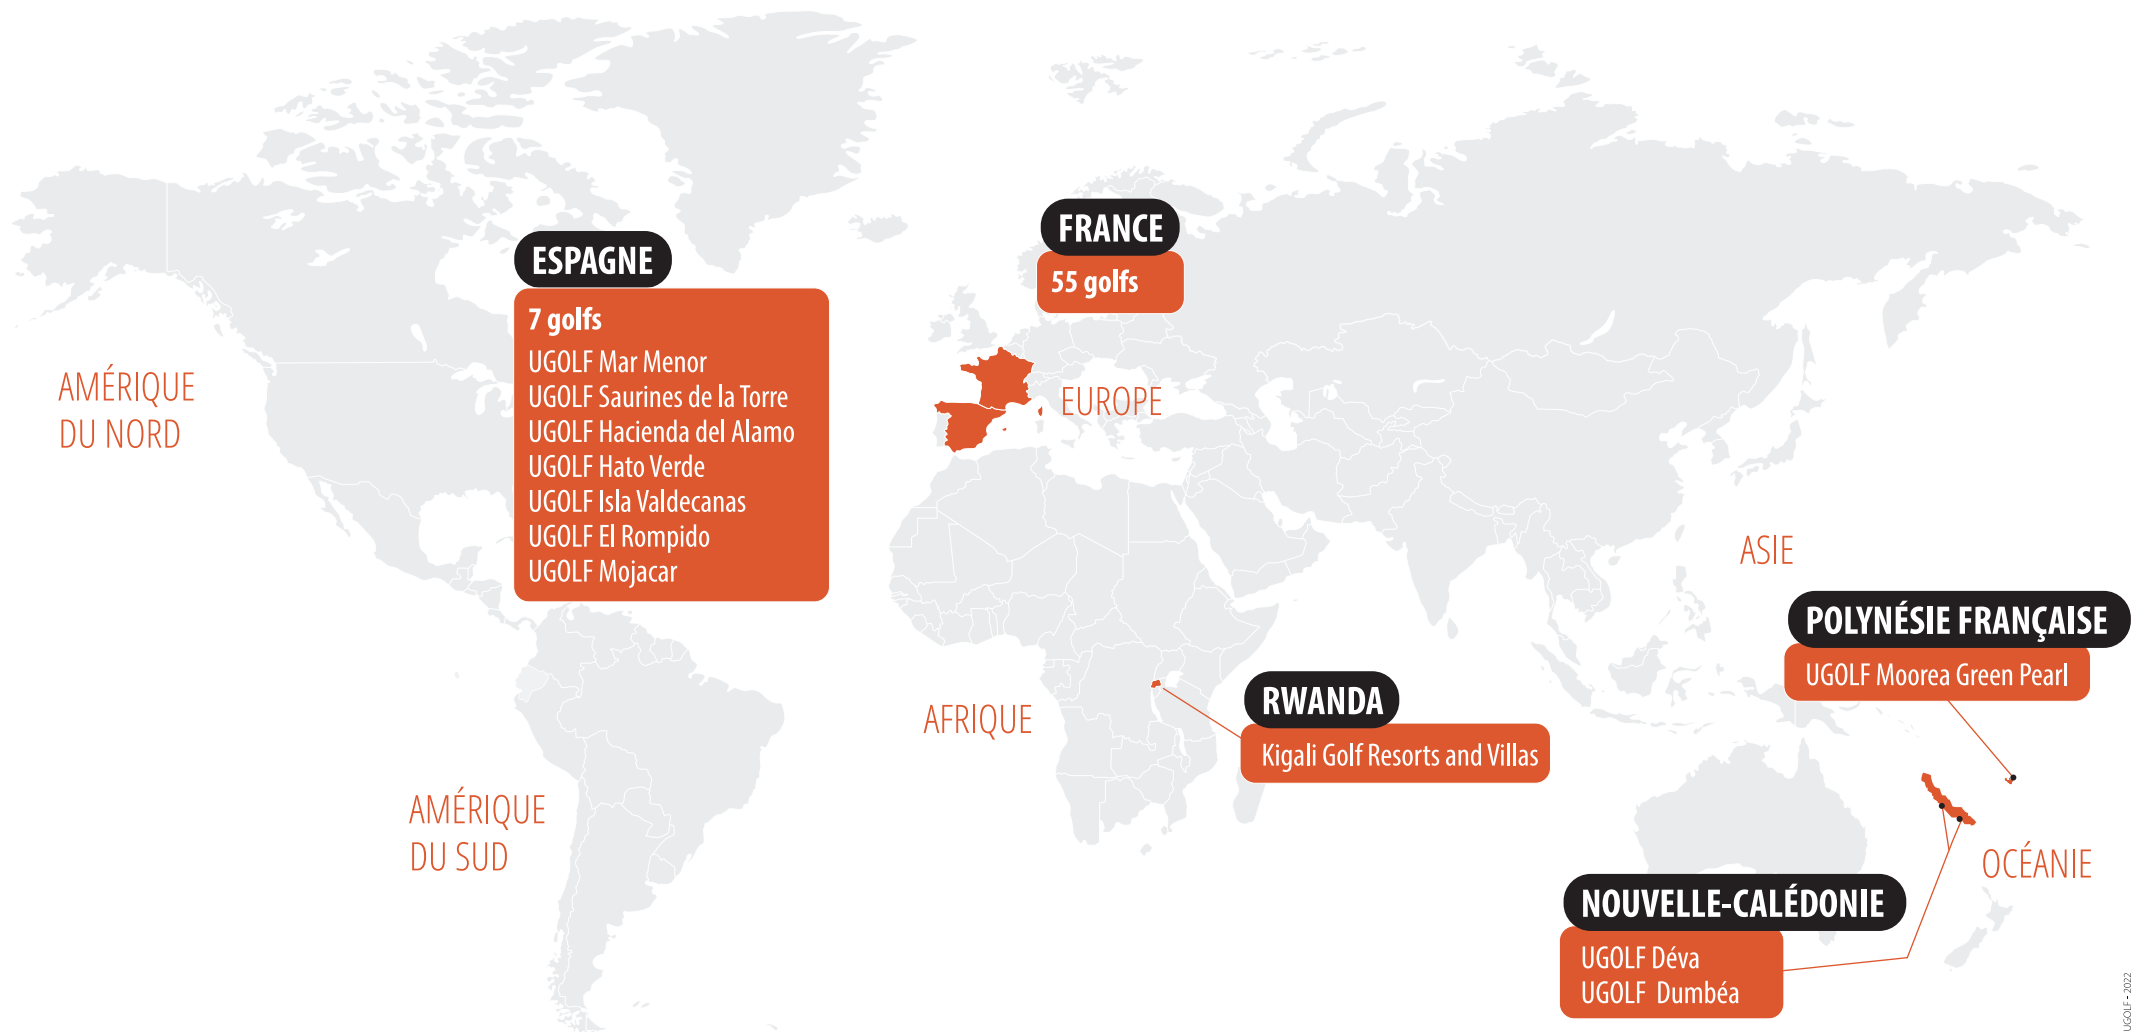 FRANCE
55 golfs
ESPAGNE
7 golfs
UGOLF Mar Menor
UGOLF Saurines de la Torre
UGOLF Hacienda del Alamo
UGOLF Hato Verde
UGOLF Isla Valdecanas
UGOLF El Rompido
UGOLF Mojacar
AMÉRIQUE
DU NORD
EUROPE
ASIE
POLYNÉSIE FRANÇAISE
UGOLF Moorea Green Pearl
RWANDA
Kigali Golf Resorts and Villas
AFRIQUE
AMÉRIQUE
DU SUD
OCÉANIE
NOUVELLE-CALÉDONIE
UGOLF Déva
UGOLF Dumbéa
UGOLF - 2022